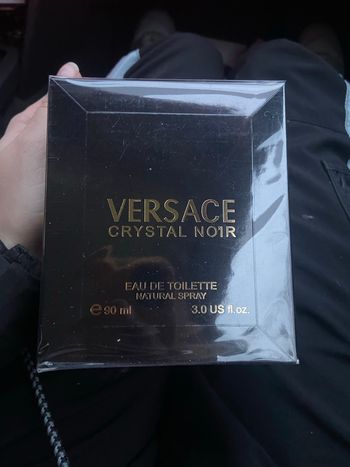 VERSACE
CRYSTAL NO1R
EAU DE TOILETTE
NATURAL SPRAY
℮ 90 ml 3.0 US fl.oz.